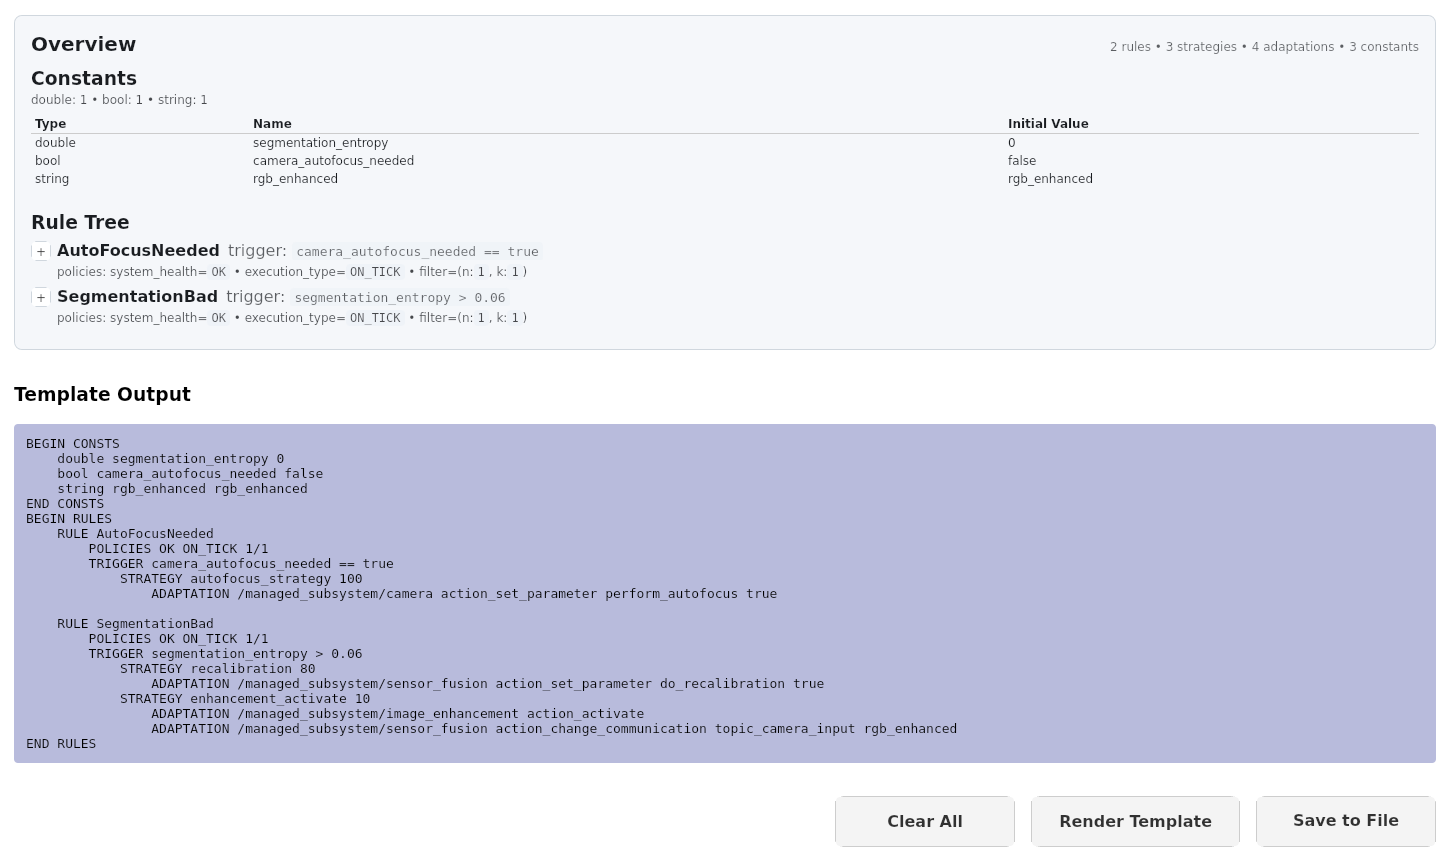 Overview
2 rules • 3 strategies • 4 adaptations • 3 constants
Constants
double: 1 • bool: 1 • string: 1
Type Name Initial Value
double segmentation_entropy 0
bool camera_autofocus_needed false
string rgb_enhanced rgb_enhanced
Rule Tree
+ AutoFocusNeeded trigger: camera_autofocus_needed == true
policies: system_health= OK • execution_type= ON_TICK • filter=(n: 1 , k: 1 )
+ SegmentationBad trigger: segmentation_entropy > 0.06
policies: system_health= OK • execution_type= ON_TICK • filter=(n: 1 , k: 1 )
Template Output
BEGIN CONSTS
    double segmentation_entropy 0
    bool camera_autofocus_needed false
    string rgb_enhanced rgb_enhanced
END CONSTS
BEGIN RULES
    RULE AutoFocusNeeded
        POLICIES OK ON_TICK 1/1
        TRIGGER camera_autofocus_needed == true
            STRATEGY autofocus_strategy 100
                ADAPTATION /managed_subsystem/camera action_set_parameter perform_autofocus true
    RULE SegmentationBad
        POLICIES OK ON_TICK 1/1
        TRIGGER segmentation_entropy > 0.06
            STRATEGY recalibration 80
                ADAPTATION /managed_subsystem/sensor_fusion action_set_parameter do_recalibration true
            STRATEGY enhancement_activate 10
                ADAPTATION /managed_subsystem/image_enhancement action_activate
                ADAPTATION /managed_subsystem/sensor_fusion action_change_communication topic_camera_input rgb_enhanced
END RULES
Clear All Render Template Save to File